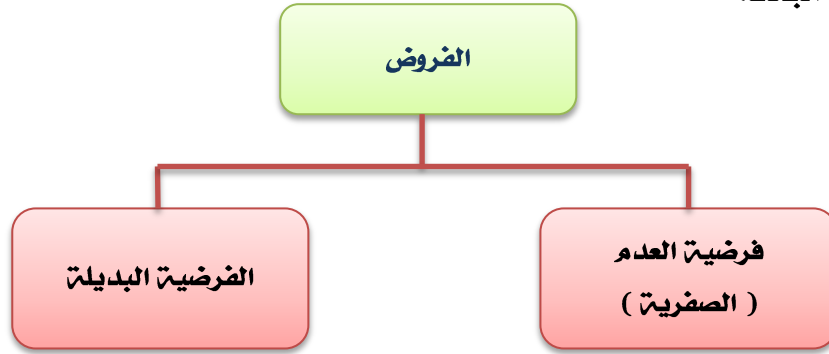 الفروض
فرضية العدم
( الصفرية )
الفرضية البديلة